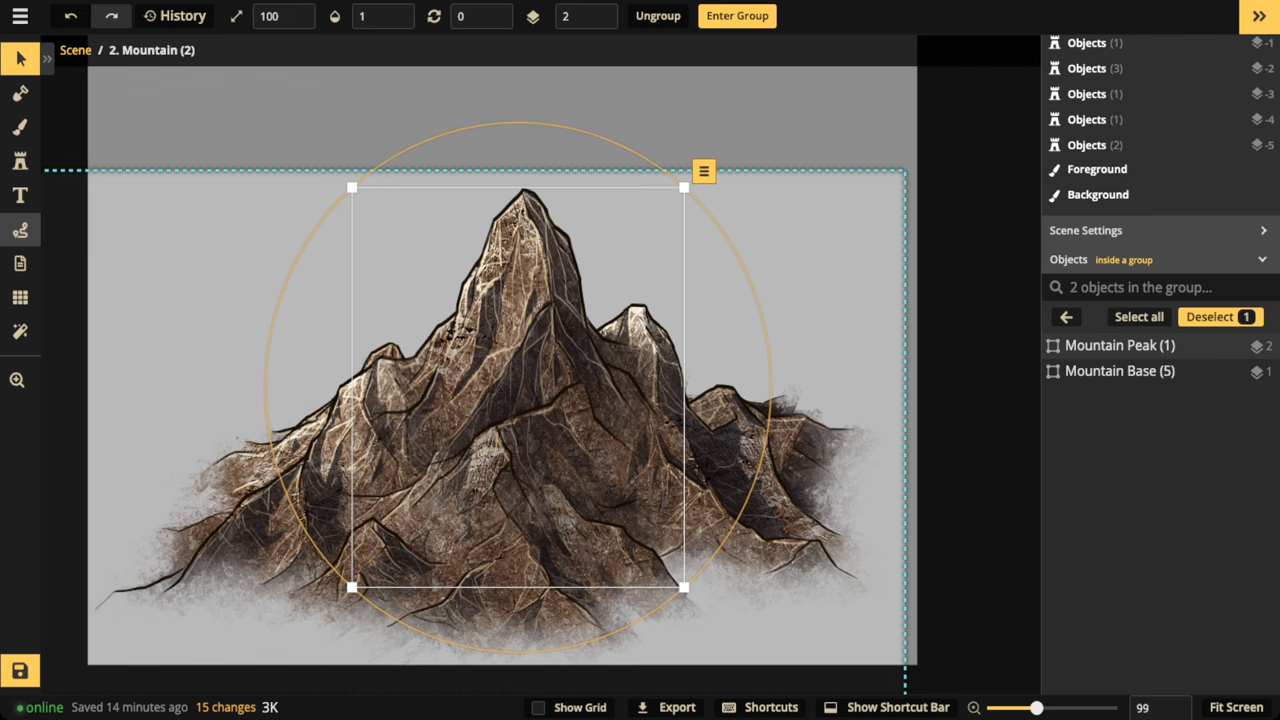 History 100 1 0 2 Ungroup Enter Group
Scene / 2. Mountain (2)
Objects (1) -1
Objects (3) -2
Objects (1) -3
Objects (1) -4
Objects (2) -5
Foreground
Background
Scene Settings
Objects inside a group
2 objects in the group...
Select all Deselect 1
Mountain Peak (1) 2
Mountain Base (5) 1
T
online Saved 14 minutes ago 15 changes 3K Show Grid Export Shortcuts Show Shortcut Bar 99 Fit Screen